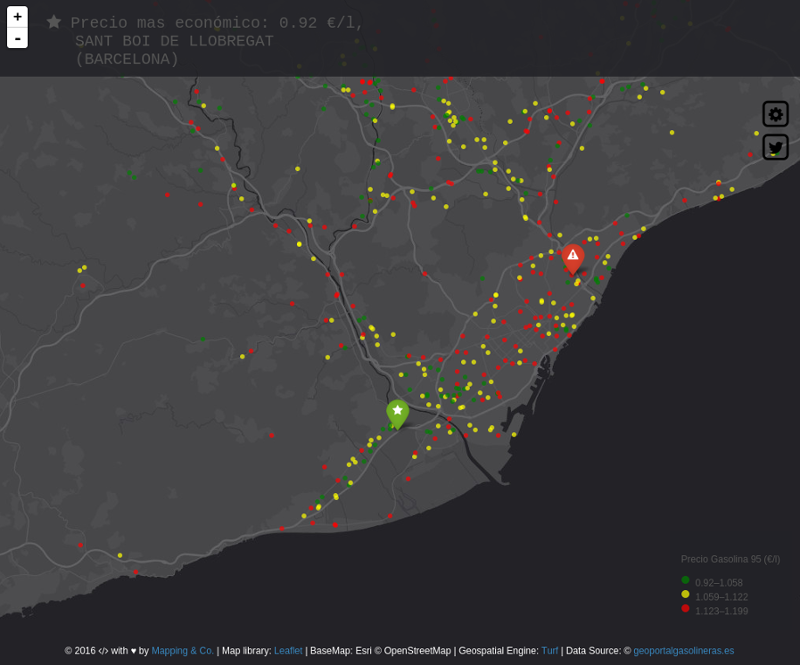 +
-
Precio mas económico: 0.92 €/l,
SANT BOI DE LLOBREGAT
(BARCELONA)
Precio Gasolina 95 (€/l)
0.92–1.058
1.059–1.122
1.123–1.199
© 2016 </> with ♥ by Mapping & Co. | Map library: Leaflet | BaseMap: Esri © OpenStreetMap | Geospatial Engine: Turf | Data Source: © geoportalgasolineras.es